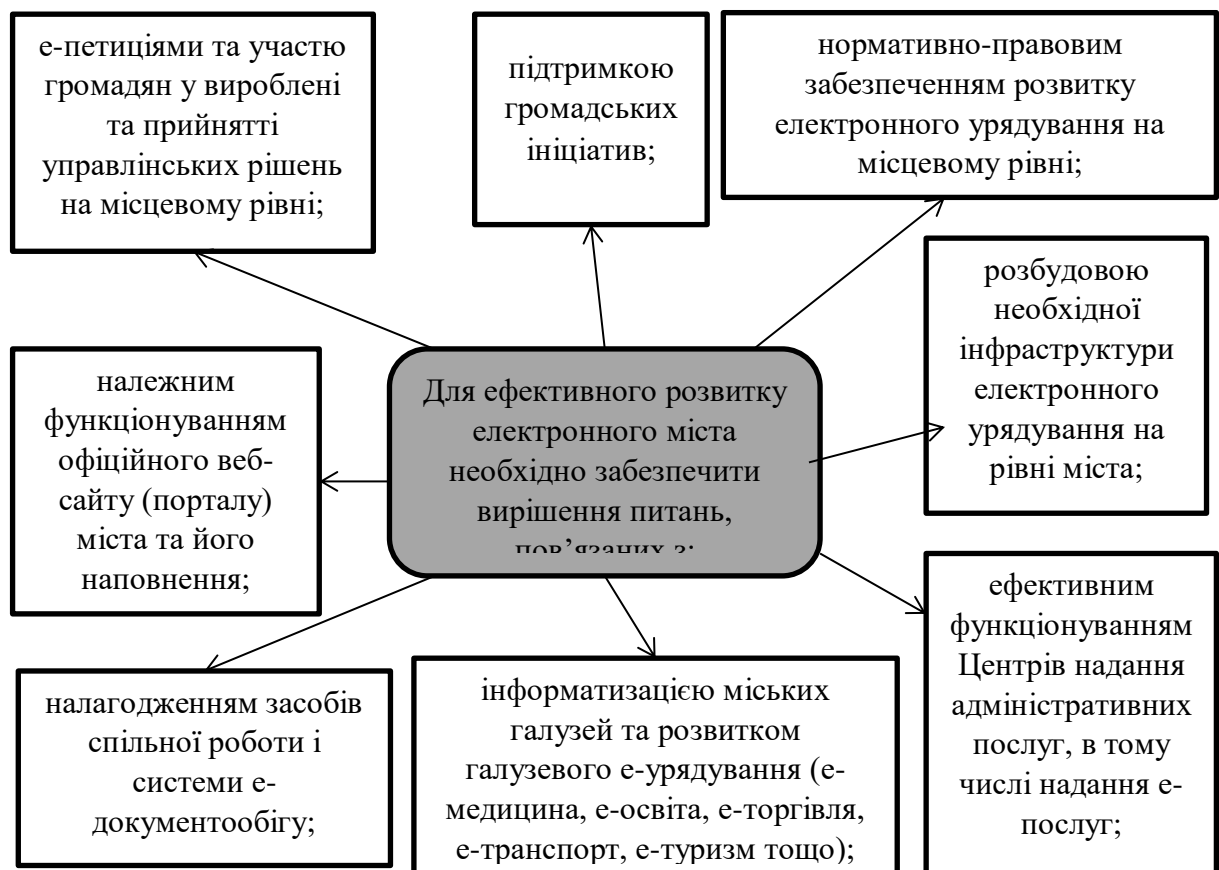 е-петиціями та участю
громадян у вироблені
та прийнятті
управлінських рішень
на місцевому рівні;
підтримкою
громадських
ініціатив;
нормативно-правовим
забезпеченням розвитку
електронного урядування на
місцевому рівні;
розбудовою
необхідної
інфраструктури
електронного
урядування на
рівні міста;
належним
функціонуванням
офіційного веб-
сайту (порталу)
міста та його
наповнення;
Для ефективного розвитку
електронного міста
необхідно забезпечити
вирішення питань,
пов’язаних з:
ефективним
функціонуванням
Центрів надання
адміністративних
послуг, в тому
числі надання е-
послуг;
налагодженням засобів
спільної роботи і
системи е-
документообігу;
інформатизацією міських
галузей та розвитком
галузевого е-урядування (е-
медицина, е-освіта, е-торгівля,
е-транспорт, е-туризм тощо);